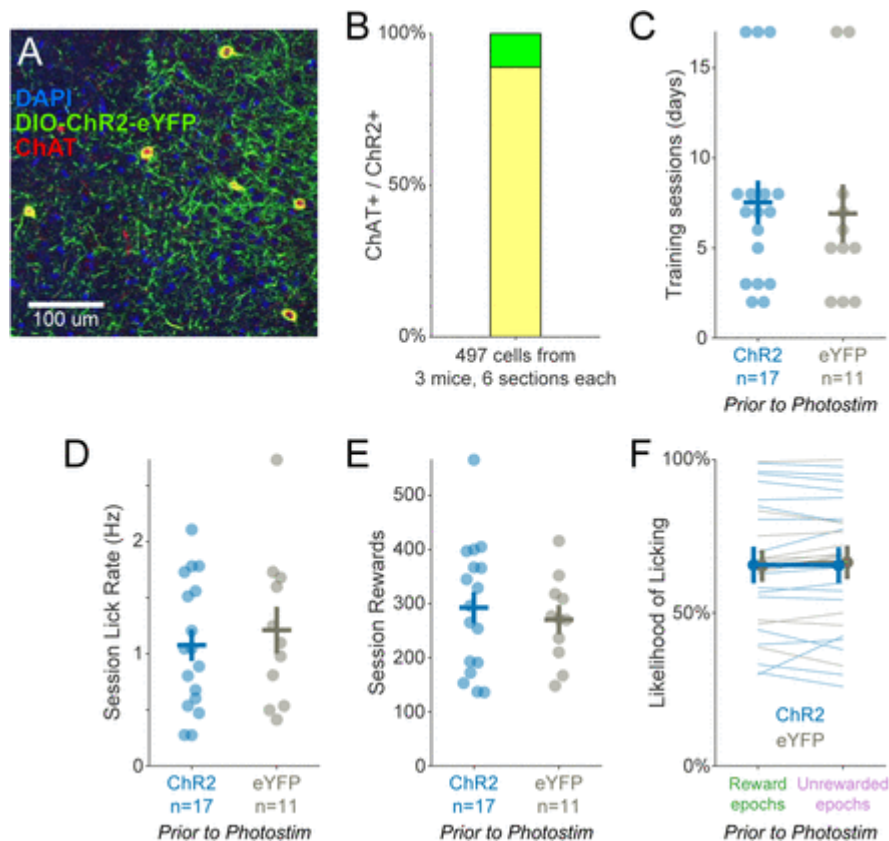 A
DAPI
DIO-ChR2-eYFP
ChAT
100 um
B
100%
50%
0%
ChAT+ / ChR2+
497 cells from
3 mice, 6 sections each
C
15
10
5
0
Training sessions (days)
ChR2
n=17
eYFP
n=11
Prior to Photostim
D
2
1
0
Session Lick Rate (Hz)
ChR2
n=17
eYFP
n=11
Prior to Photostim
E
500
400
300
200
100
0
Session Rewards
ChR2
n=17
eYFP
n=11
Prior to Photostim
F
100%
50%
0%
Likelihood of Licking
ChR2
eYFP
Reward
epochs
Unrewarded
epochs
Prior to Photostim